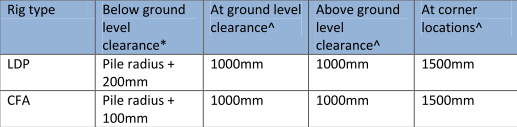 Rig type Below ground level clearance* At ground level clearance^ Above ground level clearance^ At corner locations^
LDP Pile radius + 200mm 1000mm 1000mm 1500mm
CFA Pile radius + 100mm 1000mm 1000mm 1500mm